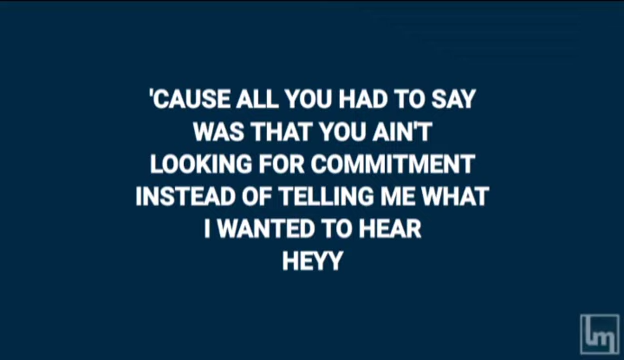 'CAUSE ALL YOU HAD TO SAY
WAS THAT YOU AIN'T
LOOKING FOR COMMITMENT
INSTEAD OF TELLING ME WHAT
I WANTED TO HEAR
HEYY
lm